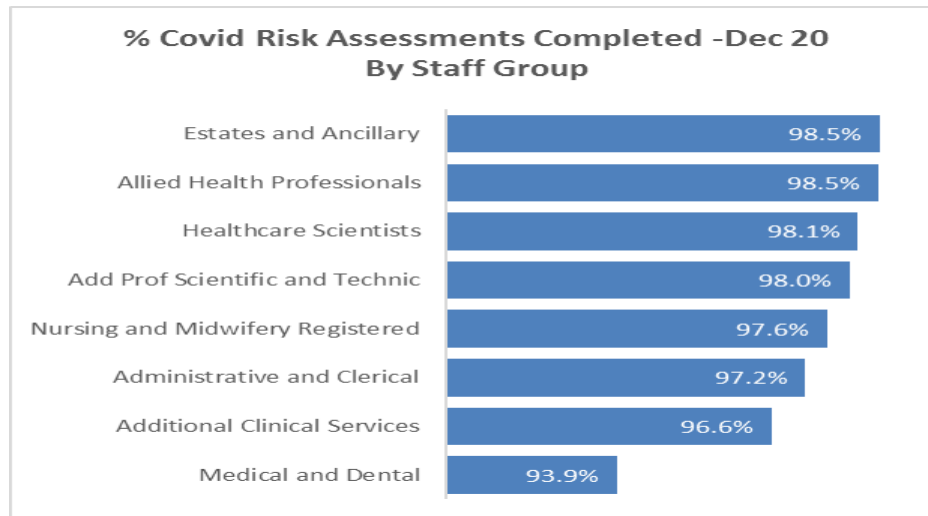 % Covid Risk Assessments Completed -Dec 20
By Staff Group
Estates and Ancillary 98.5%
Allied Health Professionals 98.5%
Healthcare Scientists 98.1%
Add Prof Scientific and Technic 98.0%
Nursing and Midwifery Registered 97.6%
Administrative and Clerical 97.2%
Additional Clinical Services 96.6%
Medical and Dental 93.9%